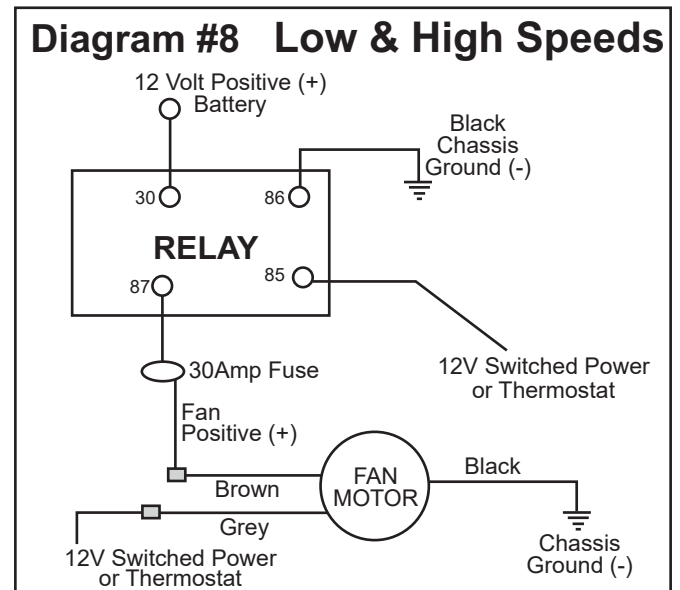 Diagram #8 Low & High Speeds
12 Volt Positive (+)
Battery
Black
Chassis
Ground (-)
30
86
RELAY
87
85
30Amp Fuse
12V Switched Power
or Thermostat
Fan
Positive (+)
Brown
FAN
MOTOR
Black
Grey
12V Switched Power
or Thermostat
Chassis
Ground (-)